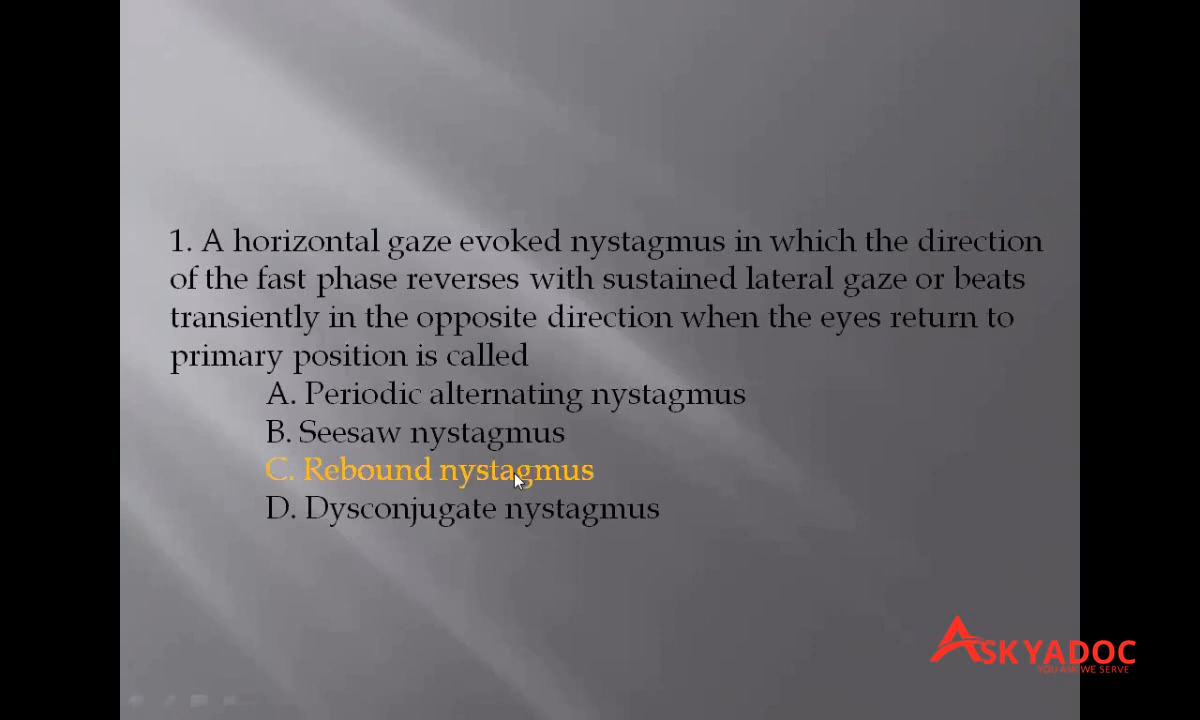 1. A horizontal gaze evoked nystagmus in which the direction
of the fast phase reverses with sustained lateral gaze or beats
transiently in the opposite direction when the eyes return to
primary position is called
A. Periodic alternating nystagmus
B. Seesaw nystagmus
C. Rebound nystagmus
D. Dysconjugate nystagmus
ASKYADOC